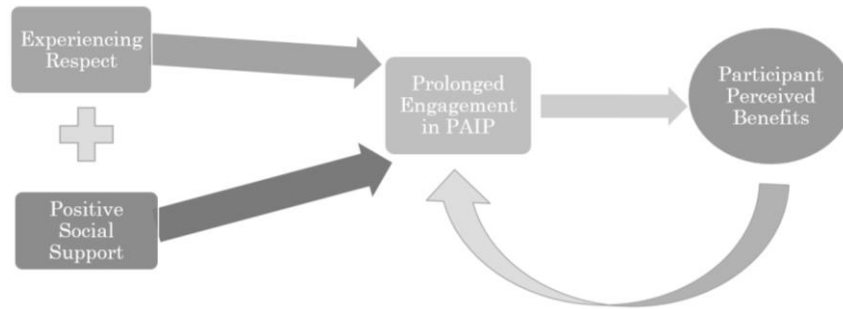 Experiencing
Respect
Positive
Social
Support
Prolonged
Engagement
in PAIP
Participant
Perceived
Benefits